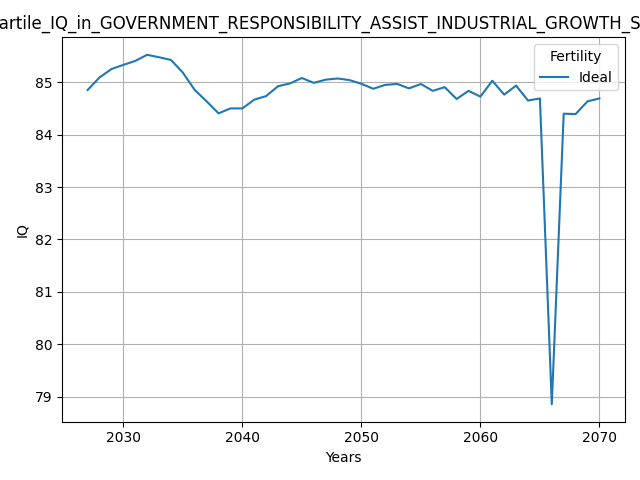 artile_IQ_in_GOVERNMENT_RESPONSIBILITY_ASSIST_INDUSTRIAL_GROWTH_S
Fertility
Ideal
85
84
83
82
81
80
79
IQ
2030 2040 2050 2060 2070
Years